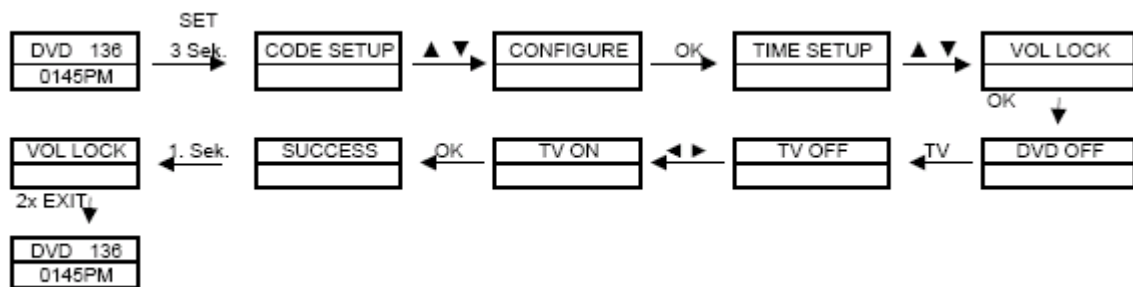 SET
DVD 136 3 Sek. CODE SETUP ▲ ▼ CONFIGURE OK TIME SETUP ▲ ▼ VOL LOCK
0145PM
OK
VOL LOCK 1. Sek. SUCCESS OK TV ON ◄ ► TV OFF TV DVD OFF
2x EXIT
DVD 136
0145PM